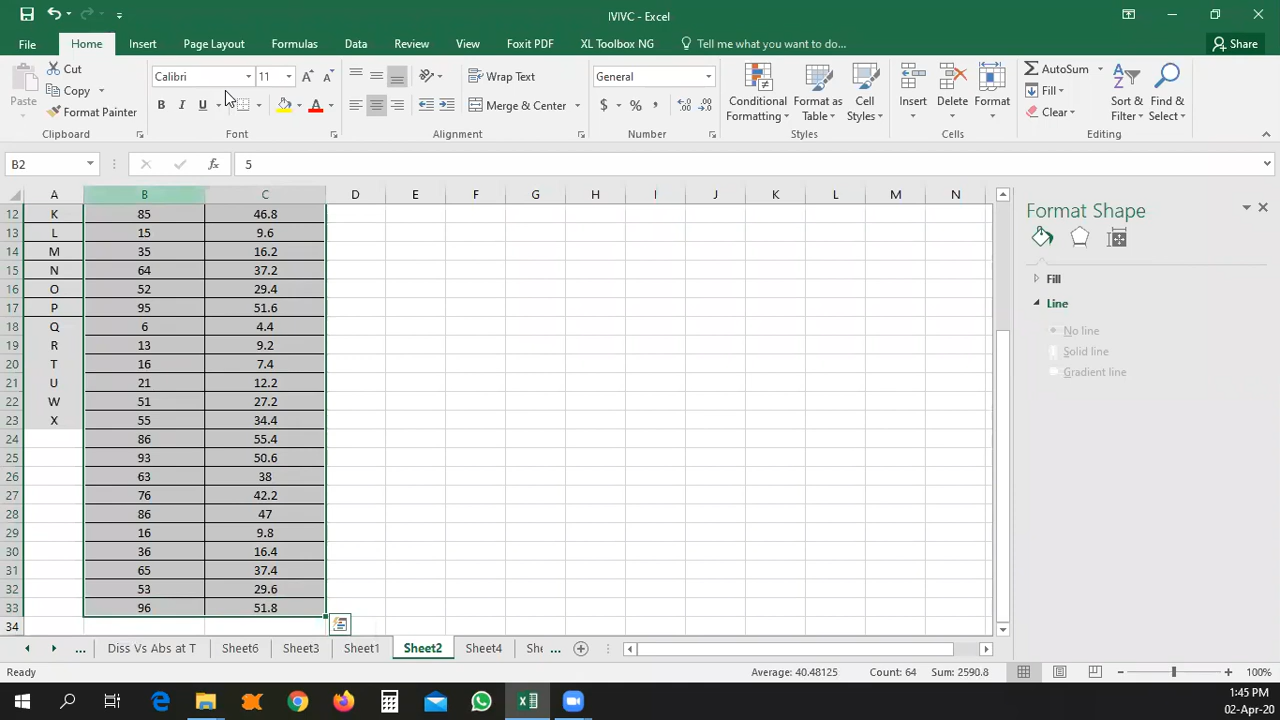 IVIVC - Excel
File Home Insert Page Layout Formulas Data Review View Foxit PDF XL Toolbox NG Tell me what you want to do... Share
Paste Cut Copy Format Painter
Calibri 11
B I U A
Wrap Text
Merge & Center
General
$ % ,
Conditional Formatting Format as Table Cell Styles
Insert Delete Format
AutoSum
Fill
Clear
Sort & Filter Find & Select
Clipboard Font Alignment Number Styles Cells Editing
B2 fx 5
A B C D E F G H I J K L M N
12 K 85 46.8
13 L 15 9.6
14 M 35 16.2
15 N 64 37.2
16 O 52 29.4
17 P 95 51.6
18 Q 6 4.4
19 R 13 9.2
20 T 16 7.4
21 U 21 12.2
22 W 51 27.2
23 X 55 34.4
24 86 55.4
25 93 50.6
26 63 38
27 76 42.2
28 86 47
29 16 9.8
30 36 16.4
31 65 37.4
32 53 29.6
33 96 51.8
34
Format Shape
Fill
Line
No line
Solid line
Gradient line
... Diss Vs Abs at T Sheet6 Sheet3 Sheet1 Sheet2 Sheet4 She ...
Ready Average: 40.48125 Count: 64 Sum: 2590.8 100%
1:45 PM
02-Apr-20